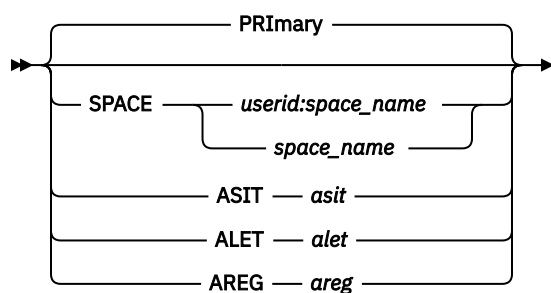 PRImary
SPACE userid:space_name
space_name
ASIT asit
ALET alet
AREG areg